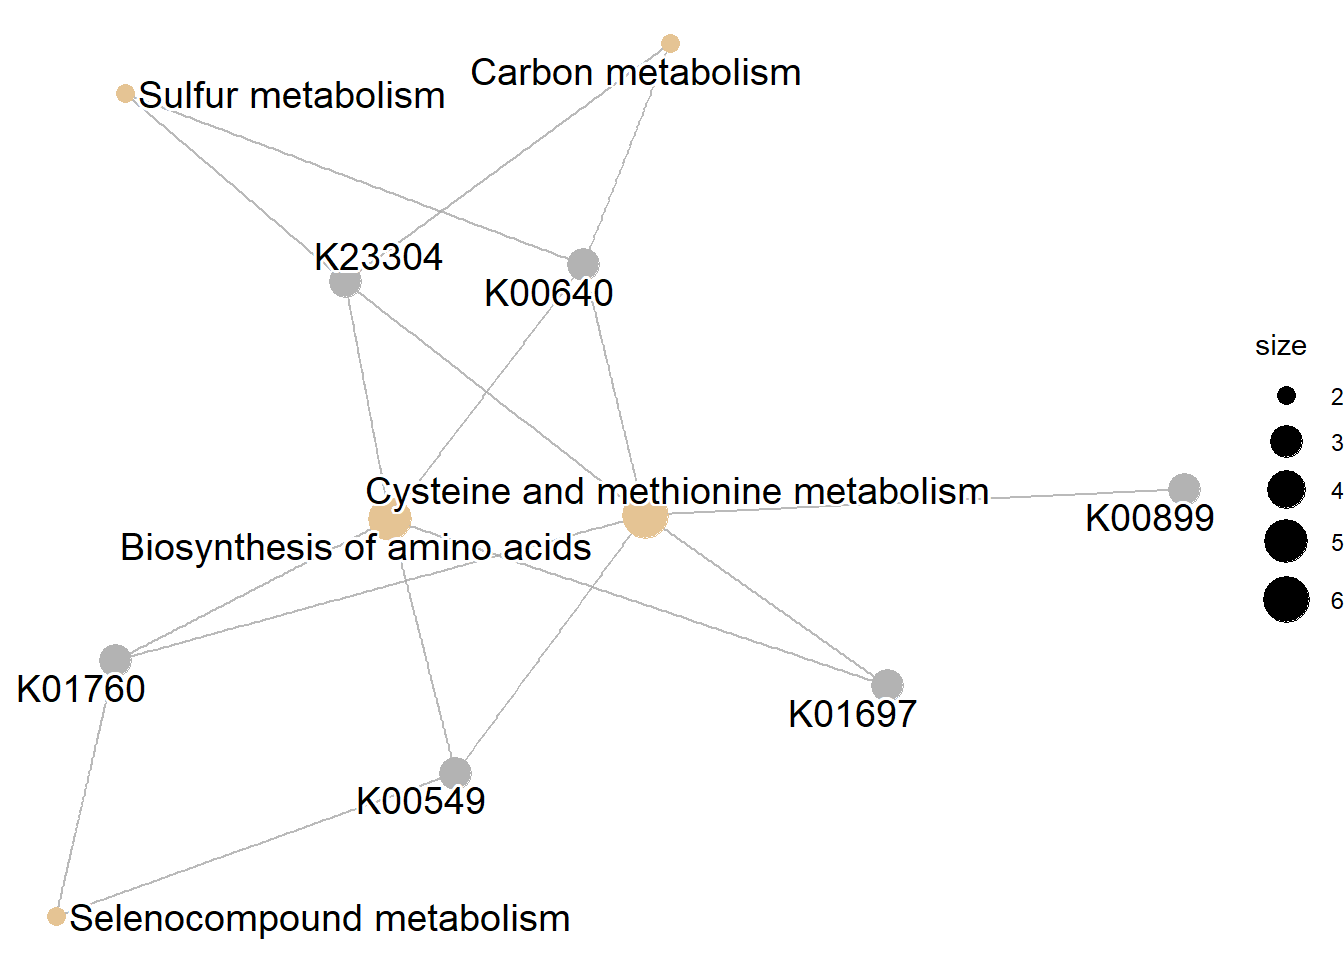 Carbon metabolism
Sulfur metabolism
K23304
K00640
size
2
3
4
5
6
Cysteine and methionine metabolism
K00899
Biosynthesis of amino acids
K01760
K01697
K00549
Selenocompound metabolism